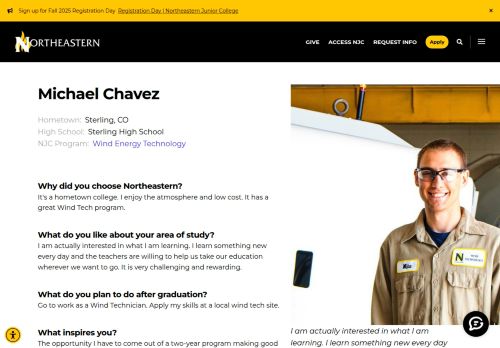 Sign up for Fall 2025 Registration Day Registration Day | Northeastern Junior College ×
NORTHEASTERN GIVE ACCESS NJC REQUEST INFO Apply
Michael Chavez
Hometown: Sterling, CO
High School: Sterling High School
NJC Program: Wind Energy Technology
Why did you choose Northeastern?
It's a hometown college. I enjoy the atmosphere and low cost. It has a
great Wind Tech program.
What do you like about your area of study?
I am actually interested in what I am learning. I learn something new
every day and the teachers are willing to help us take our education
wherever we want to go. It is very challenging and rewarding.
What do you plan to do after graduation?
Go to work as a Wind Technician. Apply my skills at a local wind tech site.
What inspires you?
The opportunity I have to come out of a two-year program making good
N
I am actually interested in what I am
learning. I learn something new every day